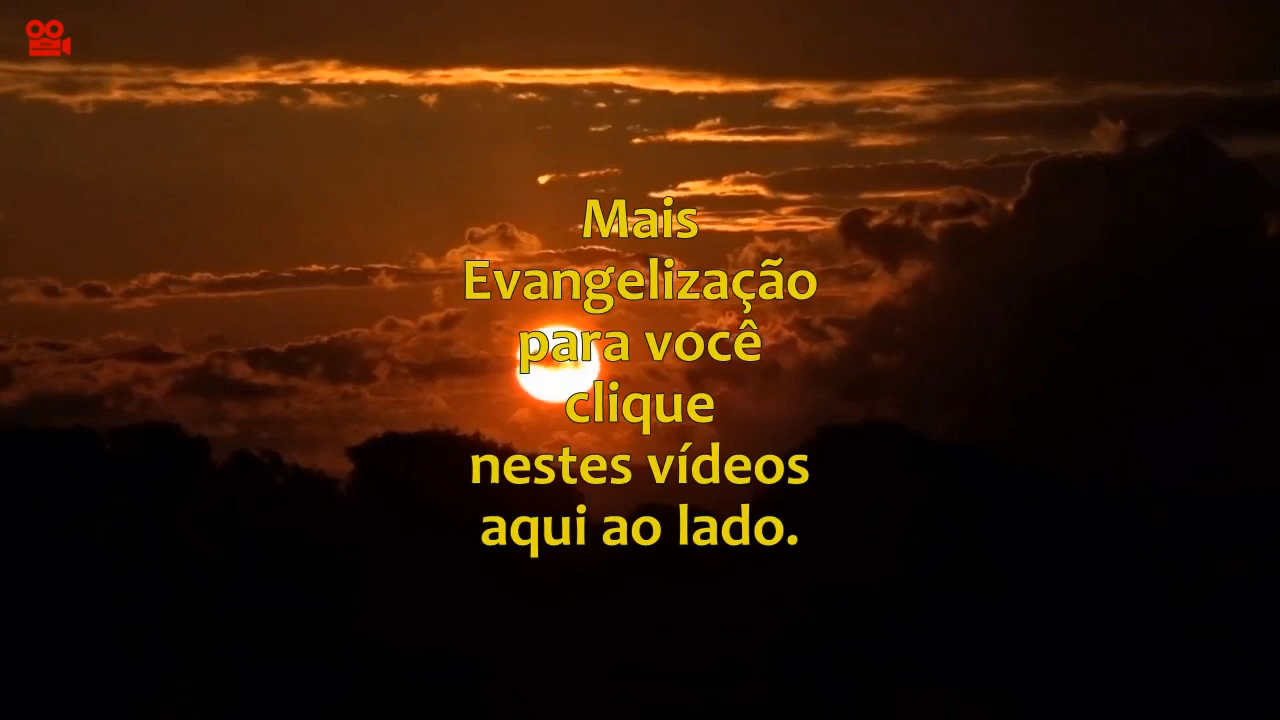 Mais
Evangelização
para você
clique
nestes vídeos
aqui ao lado.